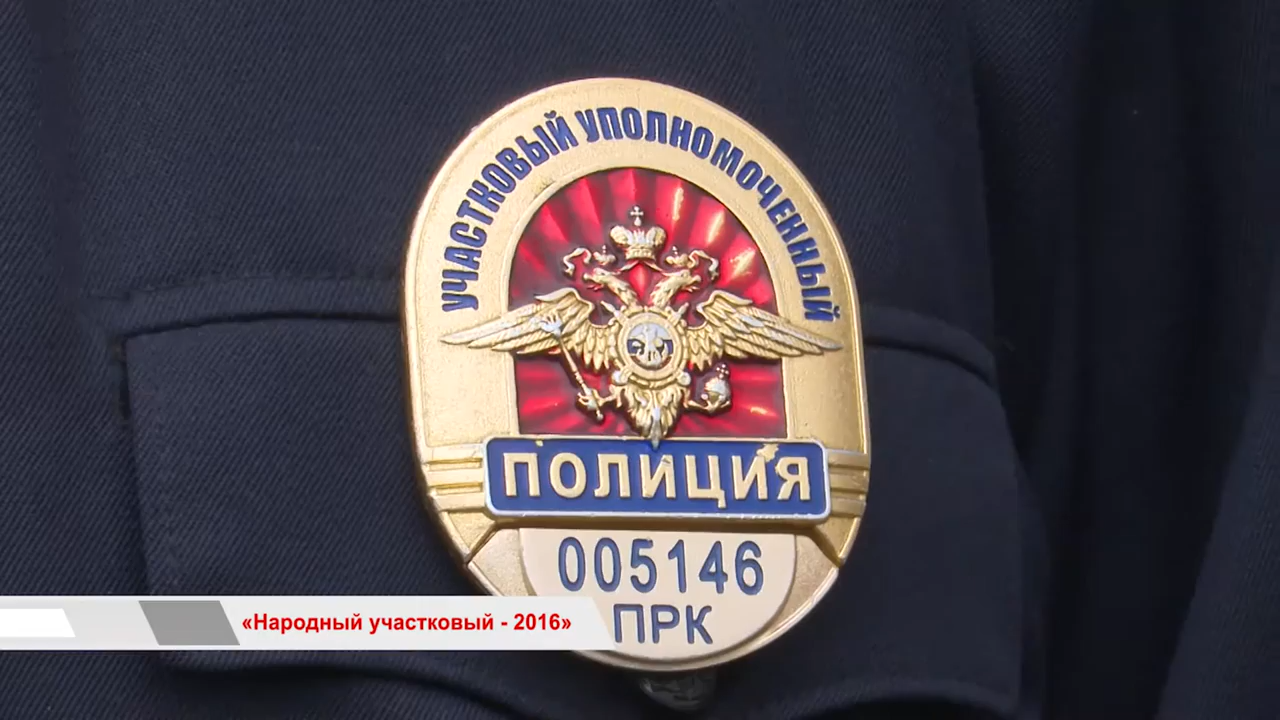 УЧАСТКОВЫЙ УПОЛНОМОЧЕННЫЙ
ПОЛИЦИЯ
005146
ПРК
«Народный участковый - 2016»